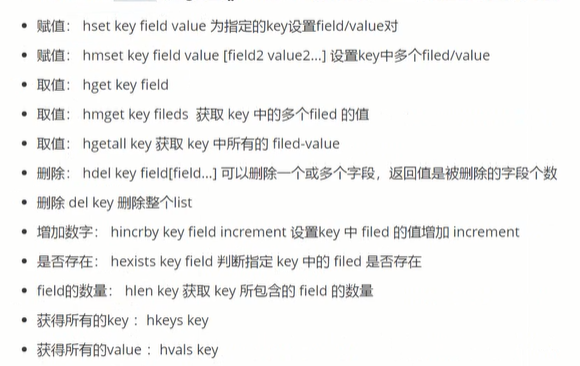 赋值： hset key field value 为指定的key设置field/value对
赋值： hmset key field value [field2 value2...] 设置key中多个filed/value
取值： hget key field
取值： hmget key fileds 获取 key 中的多个filed 的值
取值： hgetall key 获取 key 中所有的 filed-value
删除： hdel key field[field...] 可以删除一个或多个字段，返回值是被删除的字段个数
删除 del key 删除整个list
增加数字： hincrby key field increment 设置key 中 filed 的值增加 increment
是否存在： hexists key field 判断指定 key 中的 filed 是否存在
field的数量： hlen key 获取 key 所包含的 field 的数量
获得所有的key ： hkeys key
获得所有的value ： hvals key